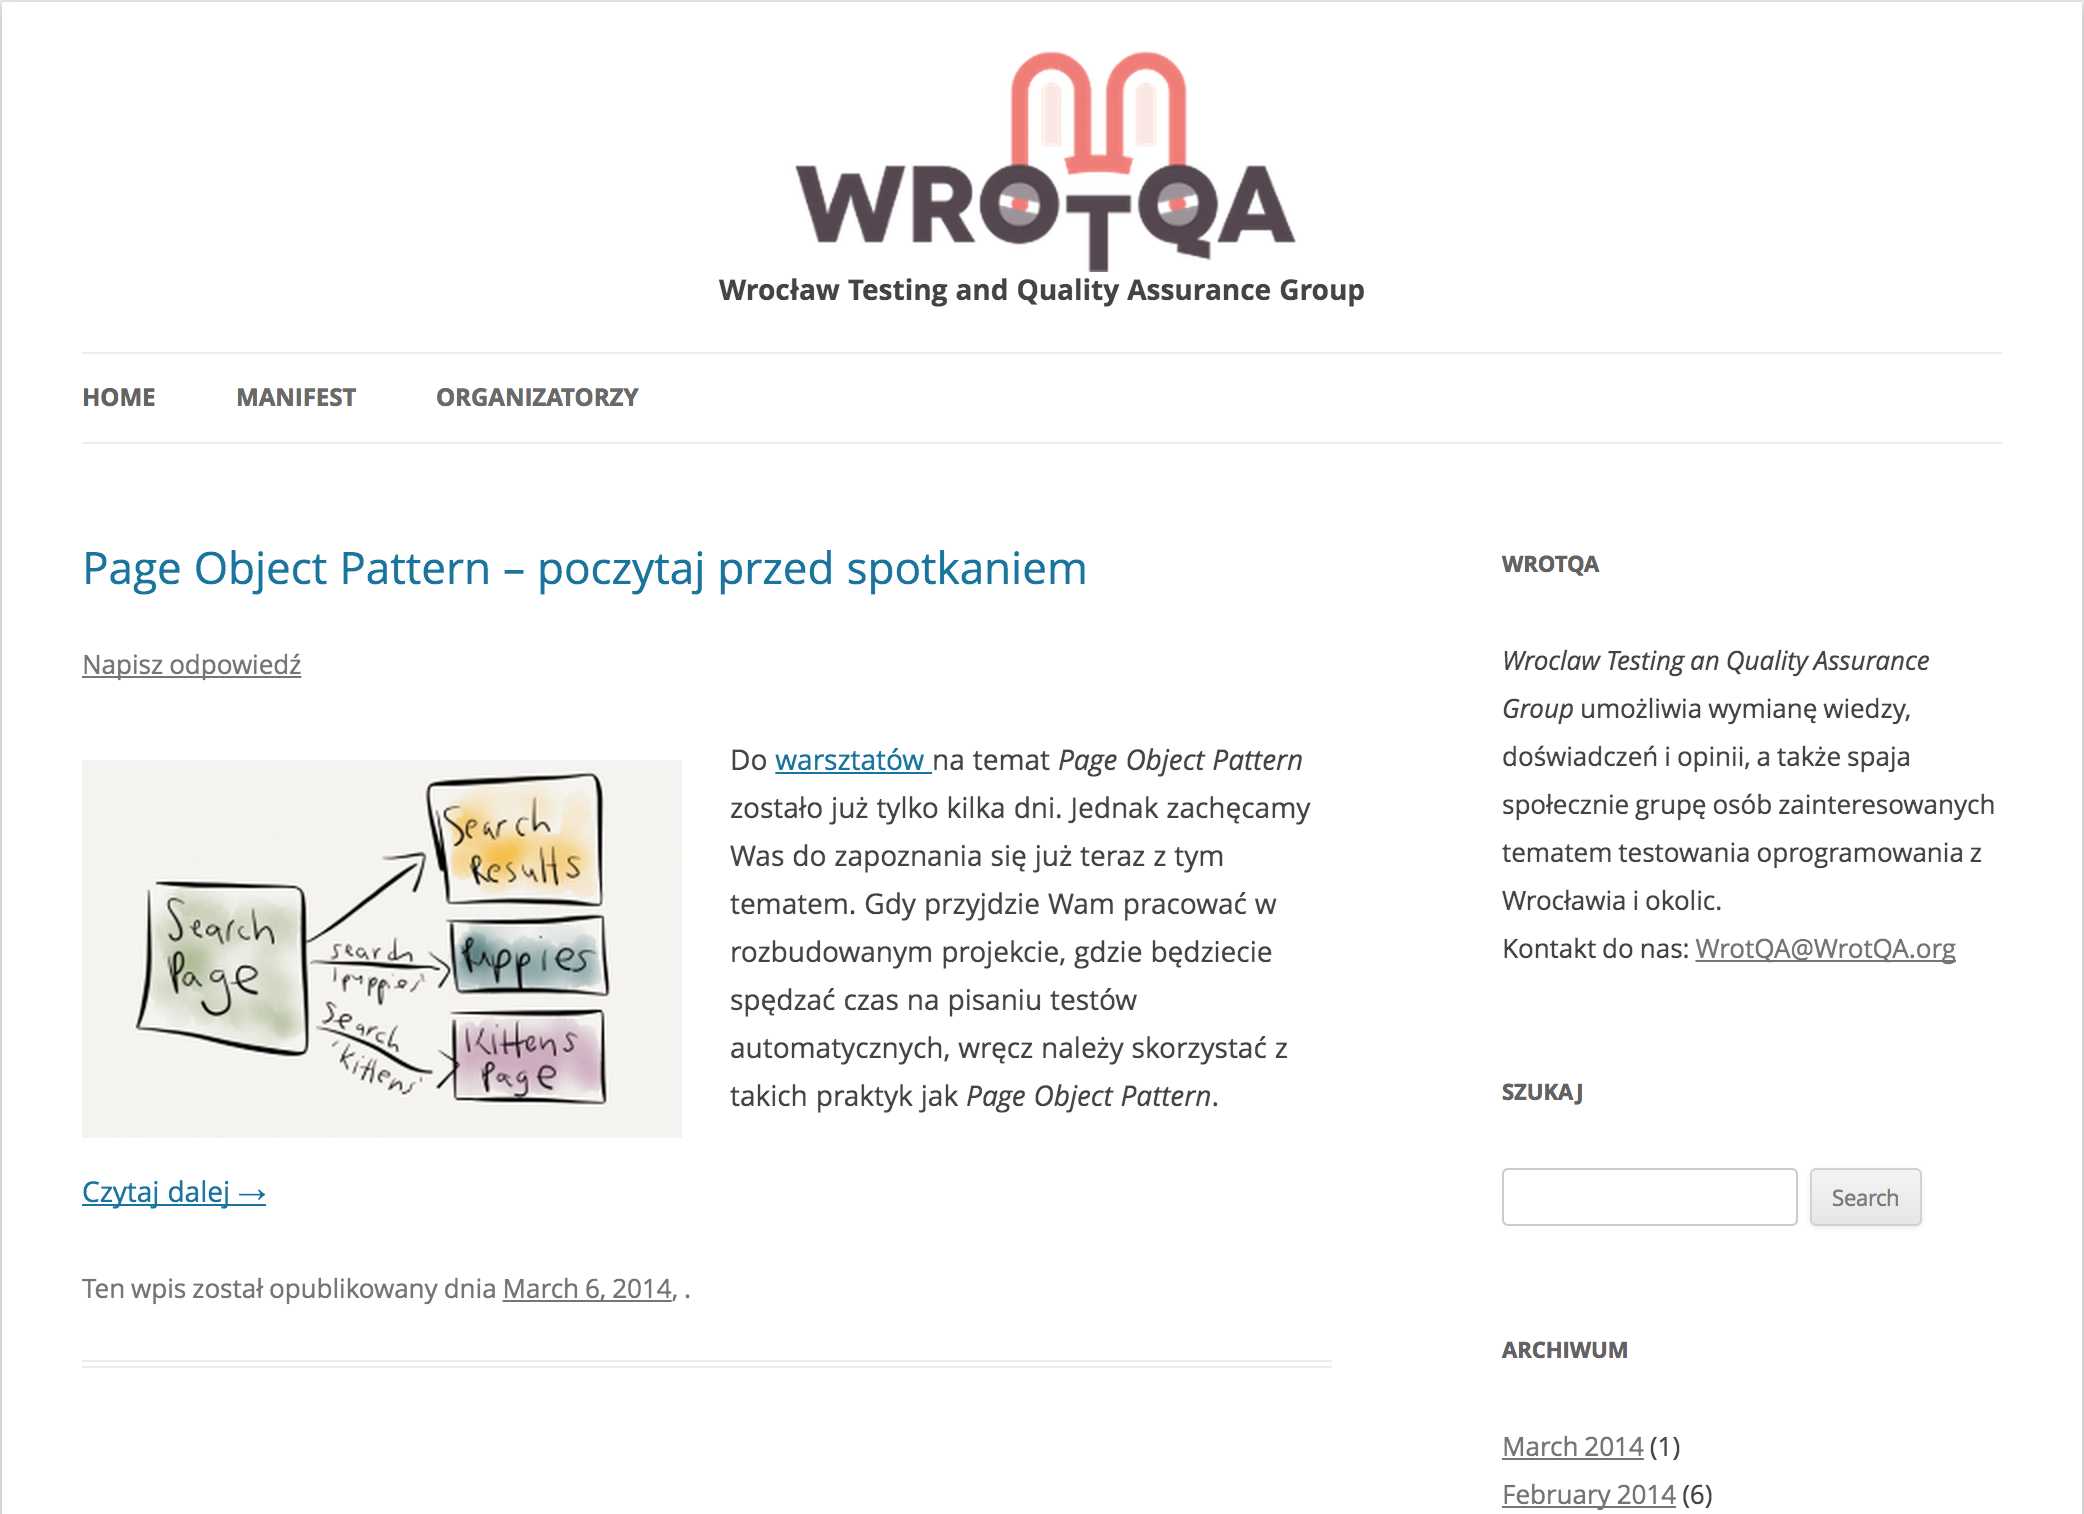 WROTQA
Wrocław Testing and Quality Assurance Group
HOME MANIFEST ORGANIZATORZY
Page Object Pattern – poczytaj przed spotkaniem
Napisz odpowiedź
Search
Results
Search
Page
search
'puppies'
Puppies
Search
'kittens'
Kittens
Page
Do warsztatów na temat Page Object Pattern
zostało już tylko kilka dni. Jednak zachęcamy
Was do zapoznania się już teraz z tym
tematem. Gdy przyjdzie Wam pracować w
rozbudowanym projekcie, gdzie będziecie
spędzać czas na pisaniu testów
automatycznych, wręcz należy skorzystać z
takich praktyk jak Page Object Pattern.
Czytaj dalej →
Ten wpis został opublikowany dnia March 6, 2014, .
WROTQA
Wroclaw Testing an Quality Assurance
Group umożliwia wymianę wiedzy,
doświadczeń i opinii, a także spaja
społecznie grupę osób zainteresowanych
tematem testowania oprogramowania z
Wrocławia i okolic.
Kontakt do nas: WrotQA@WrotQA.org
SZUKAJ
Search
ARCHIWUM
March 2014 (1)
February 2014 (6)